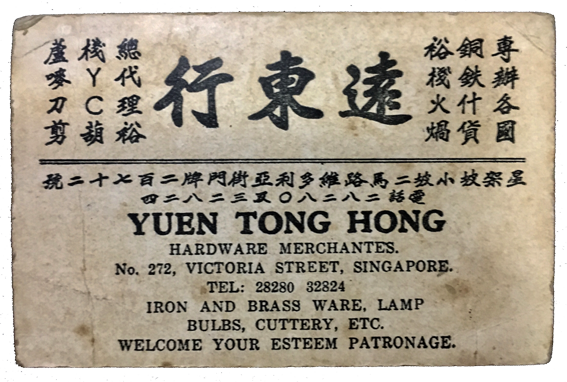 專辦各國
銅鉄什貨
裕棧火煱
遠東行
總代理裕
棧YC葫
蘆嘜刀剪
星架坡小坡二馬路維多利亞街門牌二百七十二號
電話二八二八〇又三二八二四
YUEN TONG HONG
HARDWARE MERCHANTES.
No. 272, VICTORIA STREET, SINGAPORE.
TEL: 28280 32824
IRON AND BRASS WARE, LAMP
BULBS, CUTTERY, ETC.
WELCOME YOUR ESTEEM PATRONAGE.